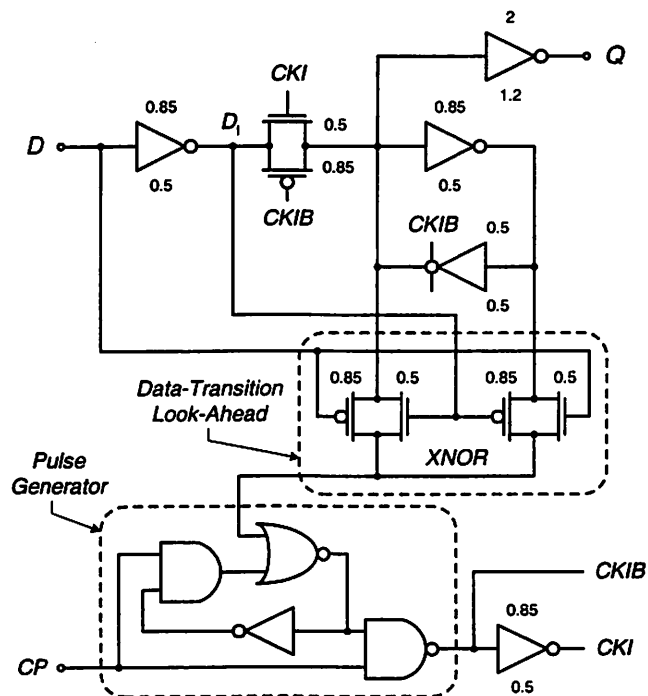 2
Q
1.2
CKI
0.85
D
D1
0.5
0.85
0.5
CKIB
0.85
0.5
CKIB
0.5
0.5
Data-Transition
Look-Ahead
0.85
0.5
0.85
0.5
XNOR
Pulse
Generator
CKIB
0.85
CP
CKI
0.5